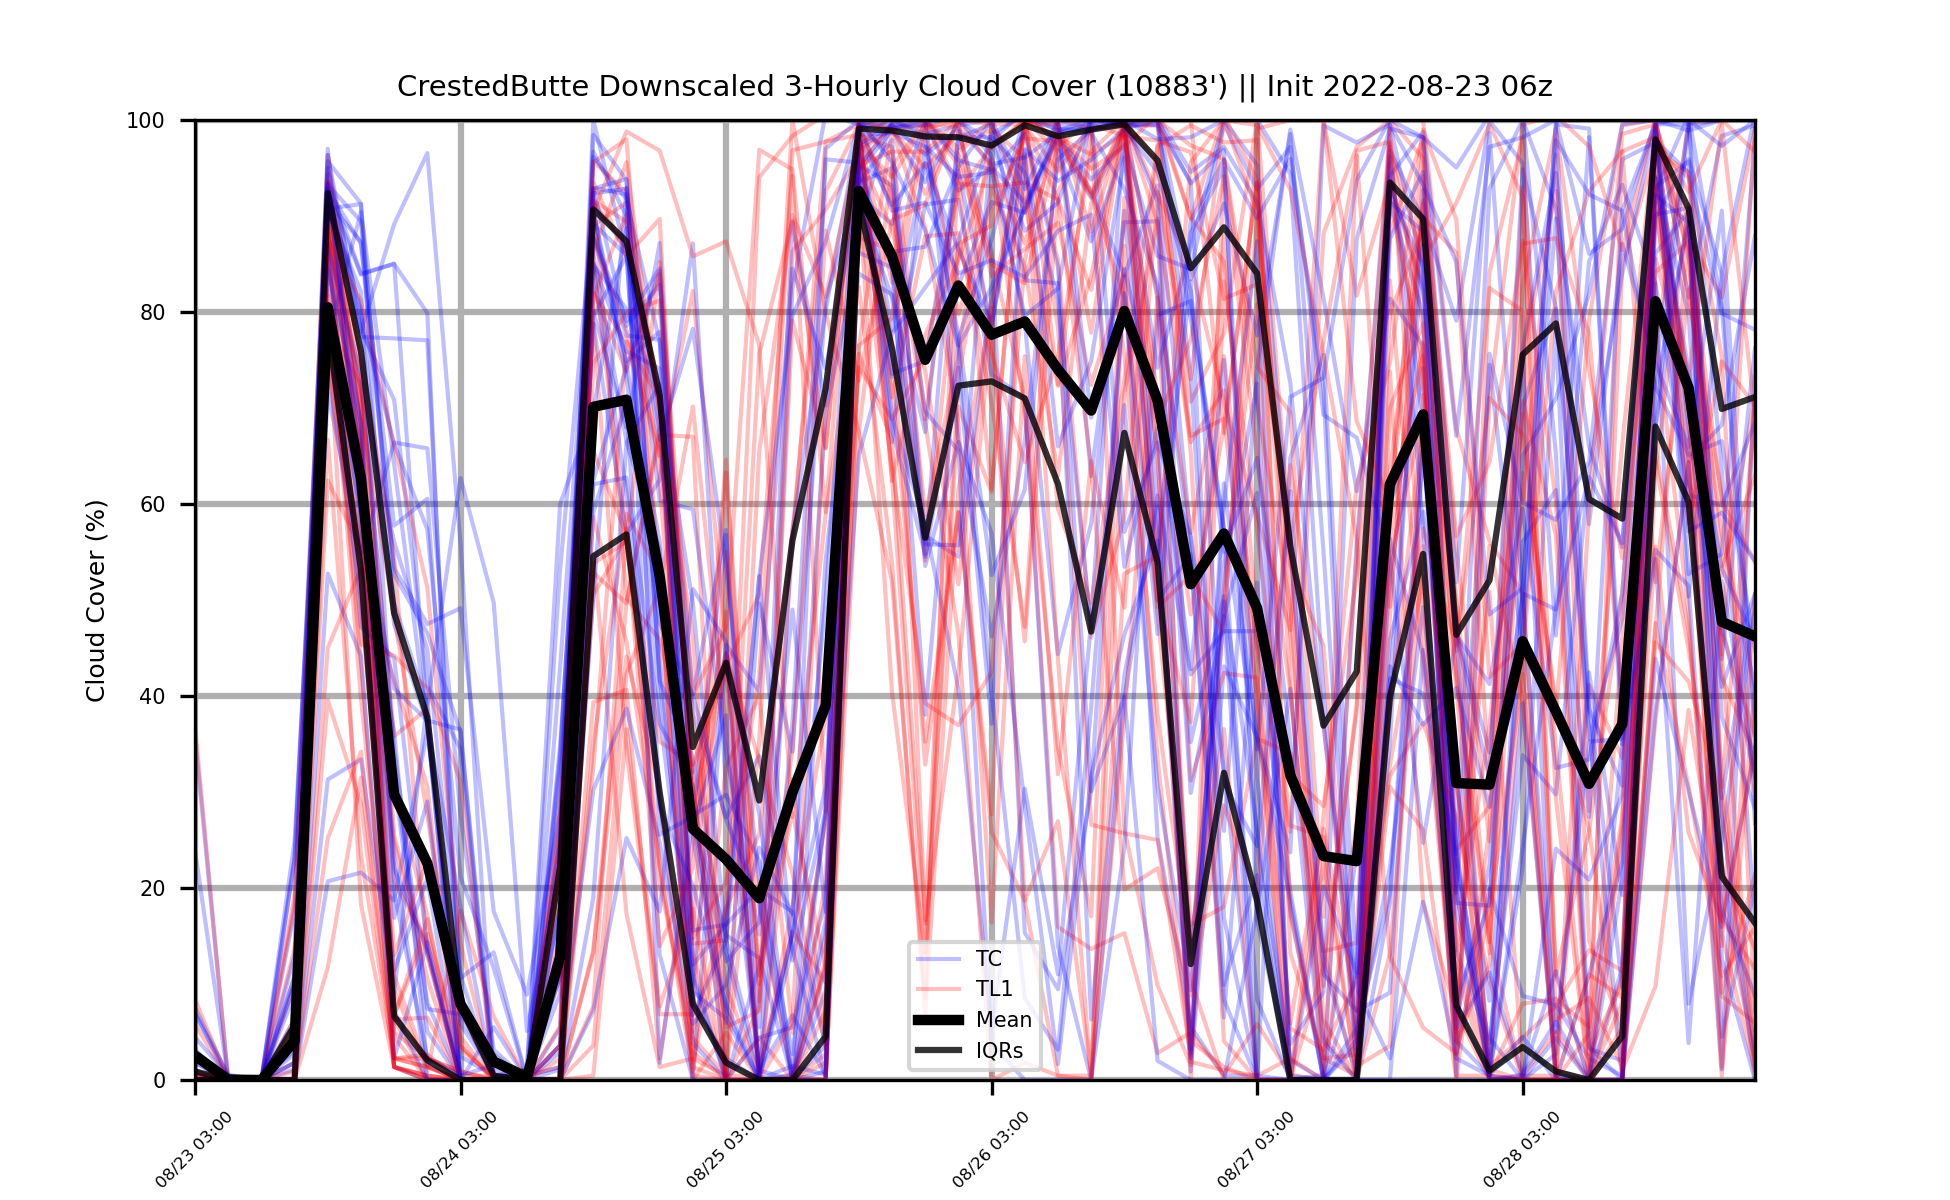 CrestedButte Downscaled 3-Hourly Cloud Cover (10883') || Init 2022-08-23 06z
100
80
60
40
20
0
Cloud Cover (%)
TC
TL1
Mean
IQRs
08/23 03:00
08/24 03:00
08/25 03:00
08/26 03:00
08/27 03:00
08/28 03:00